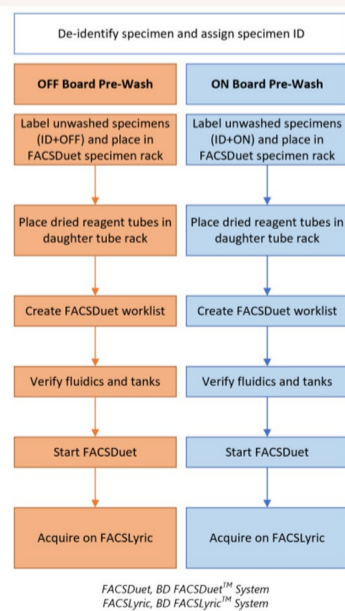 De-identify specimen and assign specimen ID
OFF Board Pre-Wash
Label unwashed specimens
(ID+OFF) and place in
FACSDuet specimen rack
Place dried reagent tubes in
daughter tube rack
Create FACSDuet worklist
Verify fluidics and tanks
Start FACSDuet
Acquire on FACSLyric
ON Board Pre-Wash
Label unwashed specimens
(ID+ON) and place in
FACSDuet specimen rack
Place dried reagent tubes in
daughter tube rack
Create FACSDuet worklist
Verify fluidics and tanks
Start FACSDuet
Acquire on FACSLyric
FACSDuet, BD FACSDuet™ System
FACSLyric, BD FACSLyric™ System